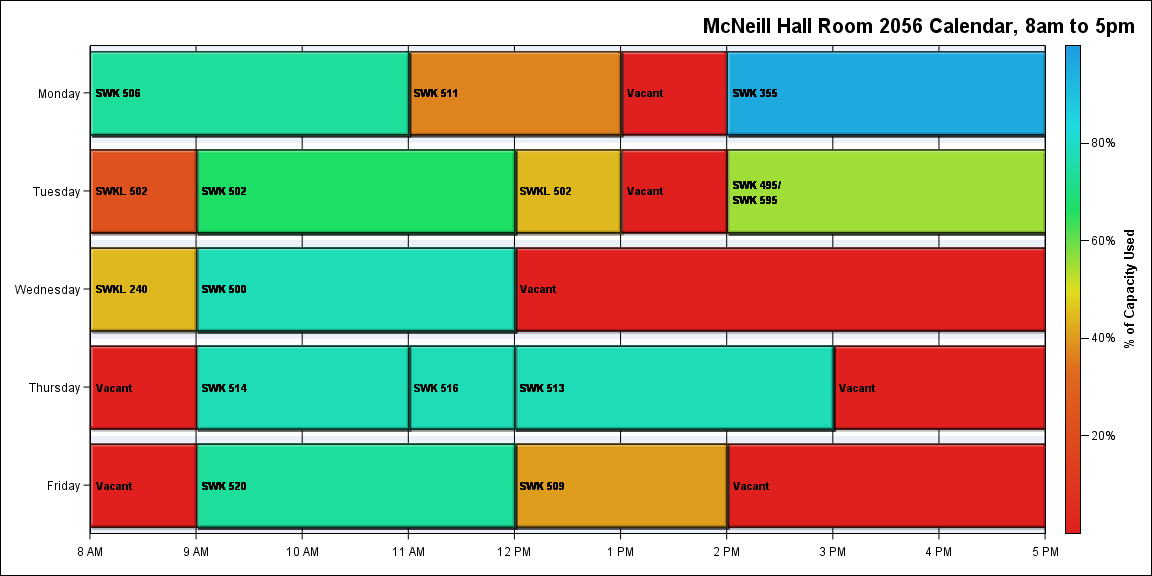 McNeill Hall Room 2056 Calendar, 8am to 5pm
Monday
SWK 506
SWK 511
Vacant
SWK 355
Tuesday
SWKL 502
SWK 502
SWKL 502
Vacant
SWK 495/
SWK 595
Wednesday
SWKL 240
SWK 500
Vacant
Thursday
Vacant
SWK 514
SWK 516
SWK 513
Vacant
Friday
Vacant
SWK 520
SWK 509
Vacant
8 AM
9 AM
10 AM
11 AM
12 PM
1 PM
2 PM
3 PM
4 PM
5 PM
80%
60%
40%
20%
% of Capacity Used